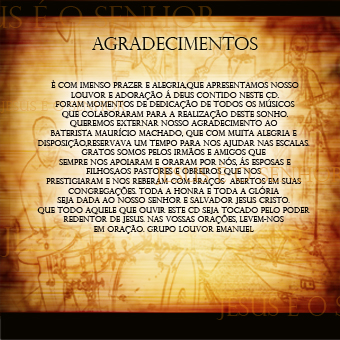 US É O SENHOR
AGRADECIMENTOS
É COM IMENSO PRAZER E ALEGRIA,QUE APRESENTAMOS NOSSO
LOUVOR E ADORAÇÃO Á DEUS CONTIDO NESTE CD.
FORAM MOMENTOS DE DEDICAÇÃO DE TODOS OS MÚSICOS
QUE COLABORARAM PARA A REALIZAÇÃO DESTE SONHO.
QUEREMOS EXTERNAR NOSSO AGRADECIMENTO AO
BATERISTA MAURÍCIO MACHADO, QUE COM MUITA ALEGRIA E
DISPOSIÇÃO,RESERVAVA UM TEMPO PARA NOS AJUDAR NAS ESCALAS...
GRATOS SOMOS PELOS IRMÃOS E AMIGOS QUE
SEMPRE NOS APOIARAM E ORARAM POR NÓS, ÀS ESPOSAS E
FILHOS,AOS PASTORES E OBREIROS QUE NOS
PRESTIGIARAM E NOS REBERAM COM BRAÇOS ABERTOS EM SUAS
CONGREGAÇÕES. TODA A HONRA E TODA A GLÓRIA
SEJA DADA AO NOSSO SENHOR E SALVADOR JESUS CRISTO.
QUE TODO AQUELE QUE OUVIR ESTE CD SEJA TOCADO PELO PODER
REDENTOR DE JESUS. NAS VOSSAS ORAÇÕES, LEVEM-NOS
EM ORAÇÃO. GRUPO LOUVOR EMANUEL
JESUS É O S